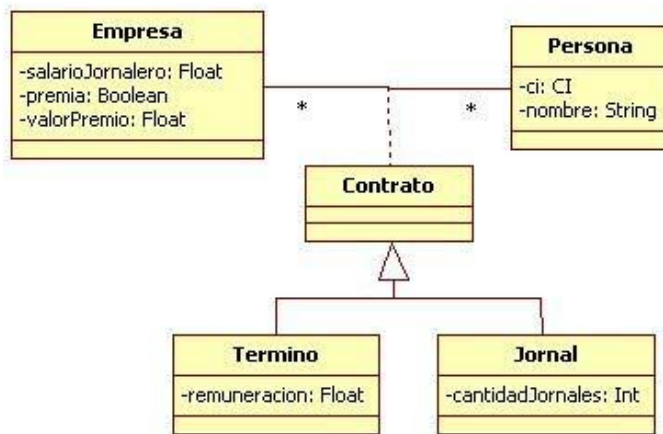 Empresa
-salarioJornalero: Float
-premia: Boolean
-valorPremio: Float
Persona
-ci: CI
-nombre: String
*
*
Contrato
Termino
-remuneracion: Float
Jornal
-cantidadJornales: Int